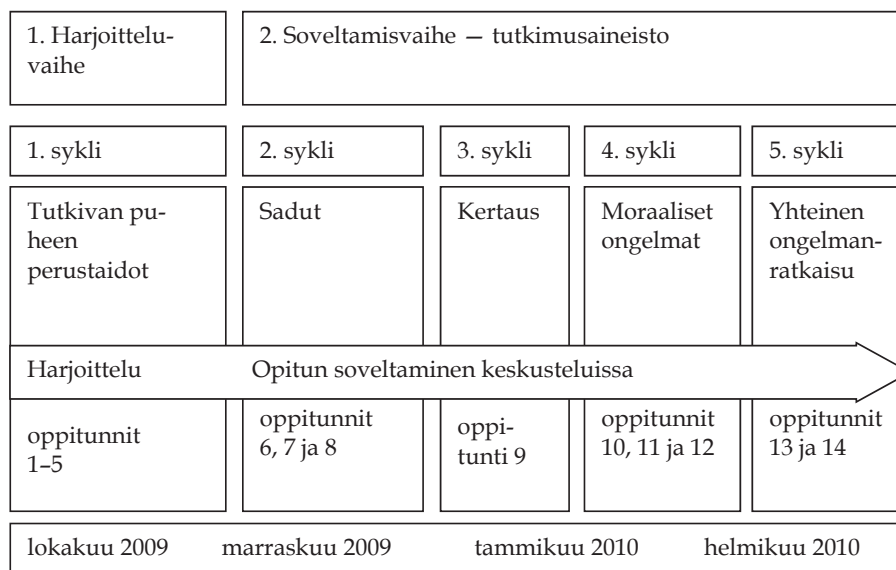 1. Harjoittelu-
vaihe
2. Soveltamisvaihe — tutkimusaineisto
1. sykli
2. sykli
3. sykli
4. sykli
5. sykli
Tutkivan pu-
heen
perustaidot
Sadut
Kertaus
Moraaliset
ongelmat
Yhteinen
ongelman-
ratkaisu
Harjoittelu
Opitun soveltaminen keskusteluissa
oppitunnit
1–5
oppitunnit
6, 7 ja 8
oppi-
tunti 9
oppitunnit
10, 11 ja 12
oppitunnit
13 ja 14
lokakuu 2009
marraskuu 2009
tammikuu 2010
helmikuu 2010